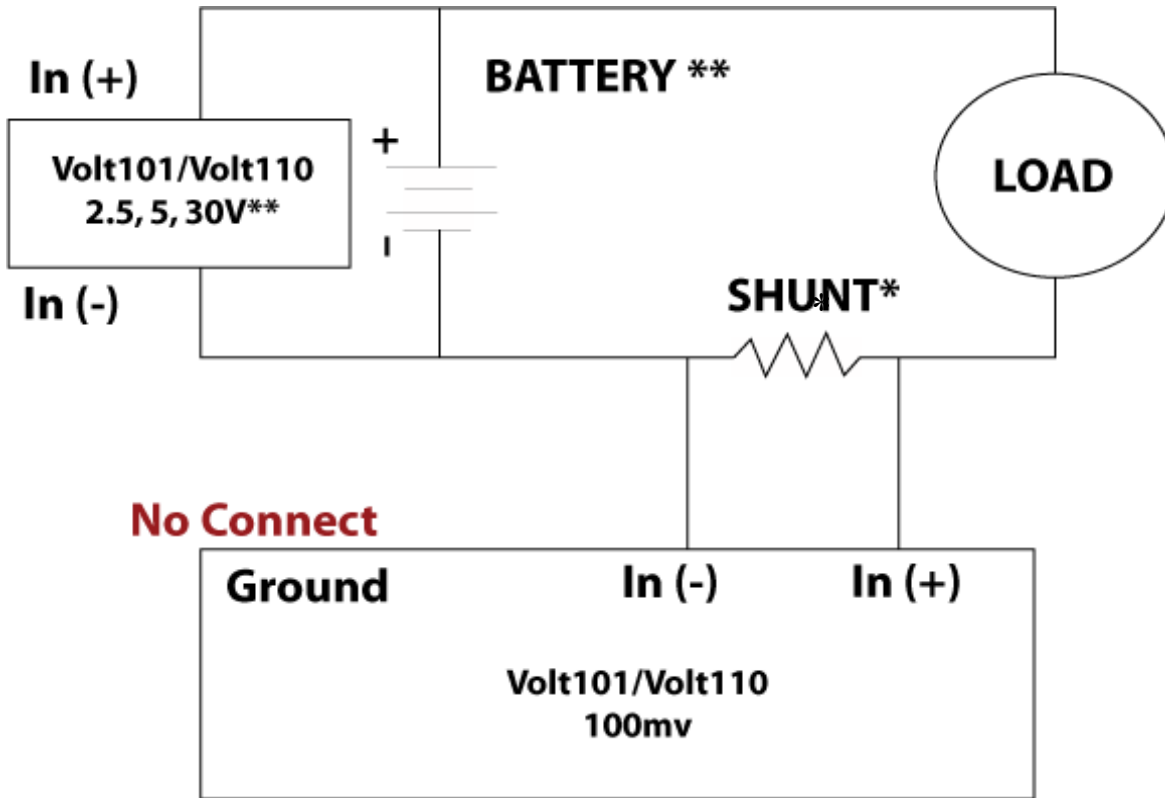 In (+)
BATTERY **
+
Volt101/Volt110
2.5, 5, 30V**
LOAD
-
In (-)
SHUNT*
*
No Connect
Ground
In (-)
In (+)
Volt101/Volt110
100mv